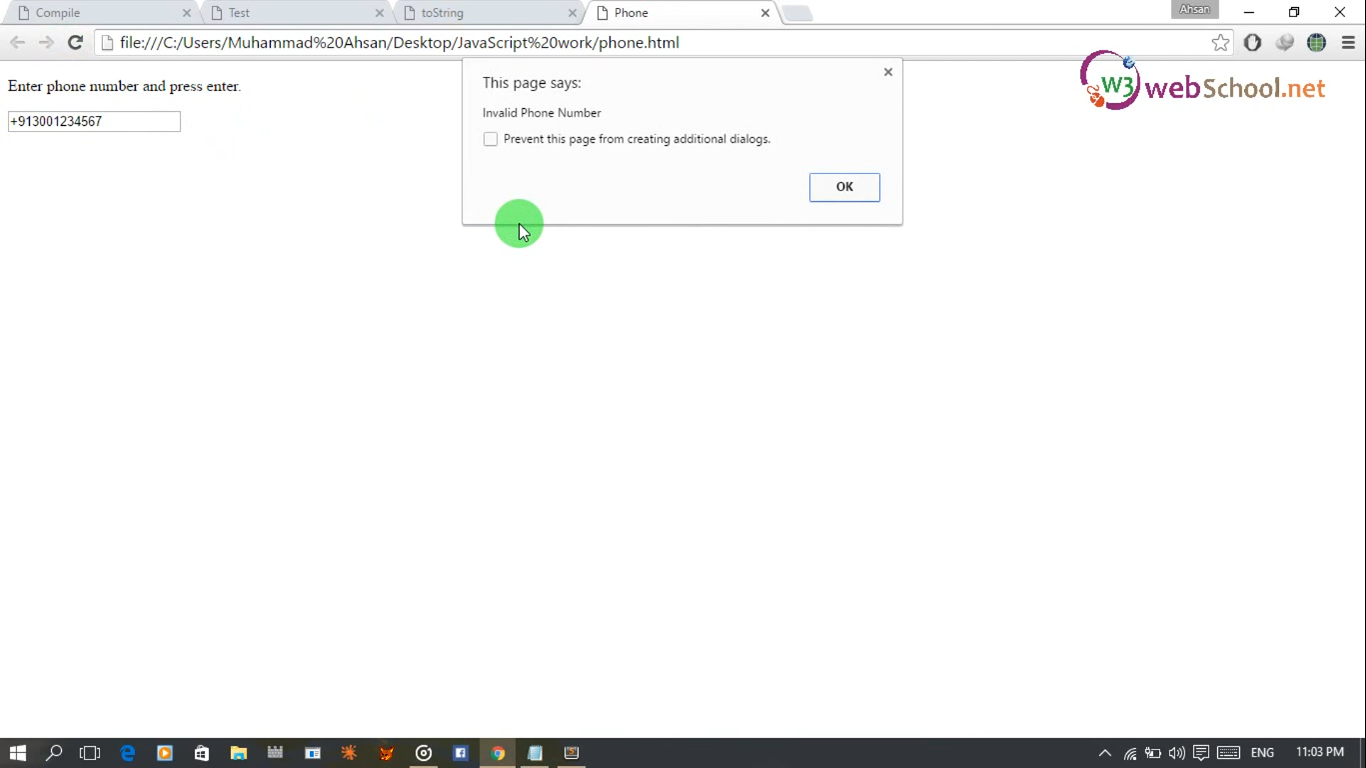 Compile
Test
toString
Phone
Ahsan
file:///C:/Users/Muhammad%20Ahsan/Desktop/JavaScript%20work/phone.html
W3 webSchool.net
Enter phone number and press enter.
+913001234567
This page says:
Invalid Phone Number
Prevent this page from creating additional dialogs.
OK
ENG
11:03 PM